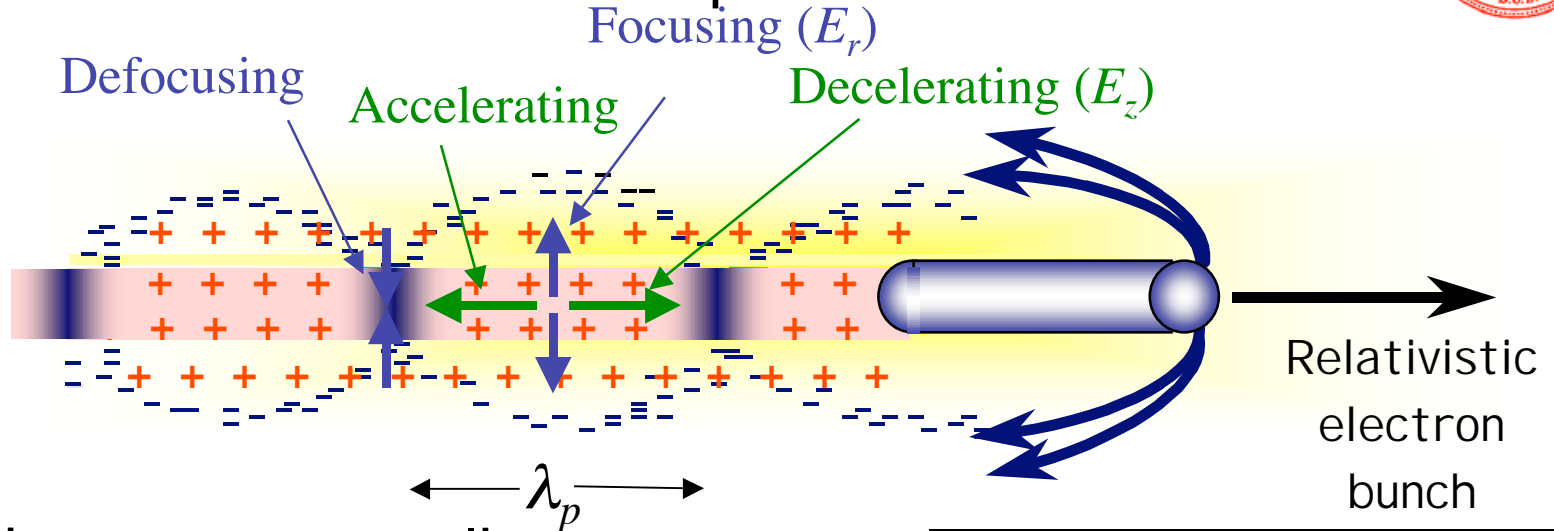 Focusing (E_r)
Defocusing
Accelerating
Decelerating (E_z)
Relativistic
electron
bunch
λ_p